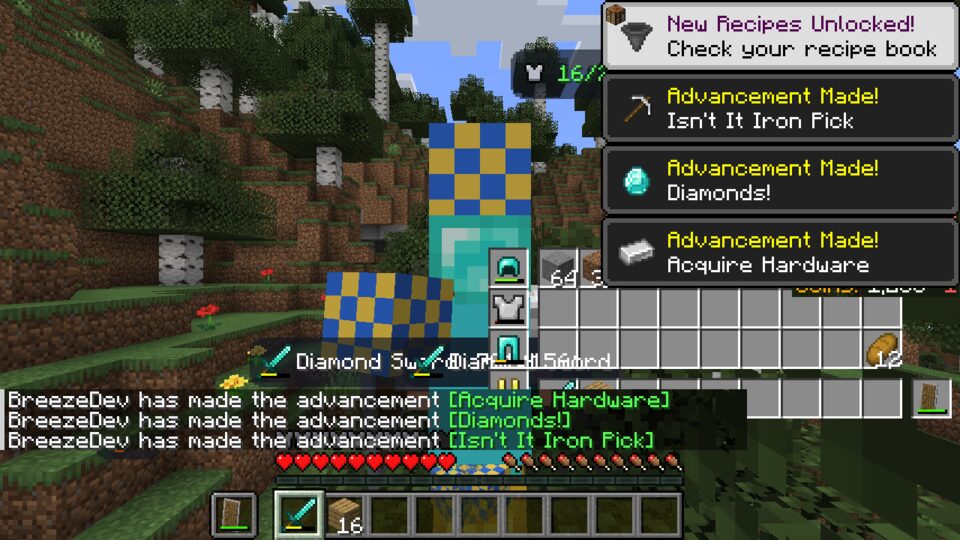 New Recipes Unlocked!
Check your recipe book
16/
Advancement Made!
Isn't It Iron Pick
Advancement Made!
Diamonds!
Advancement Made!
Acquire Hardware
64
12
Diamond
BreezeDev has made the advancement [Acquire Hardware]
BreezeDev has made the advancement [Diamonds!]
BreezeDev has made the advancement [Isn't It Iron Pick]
16